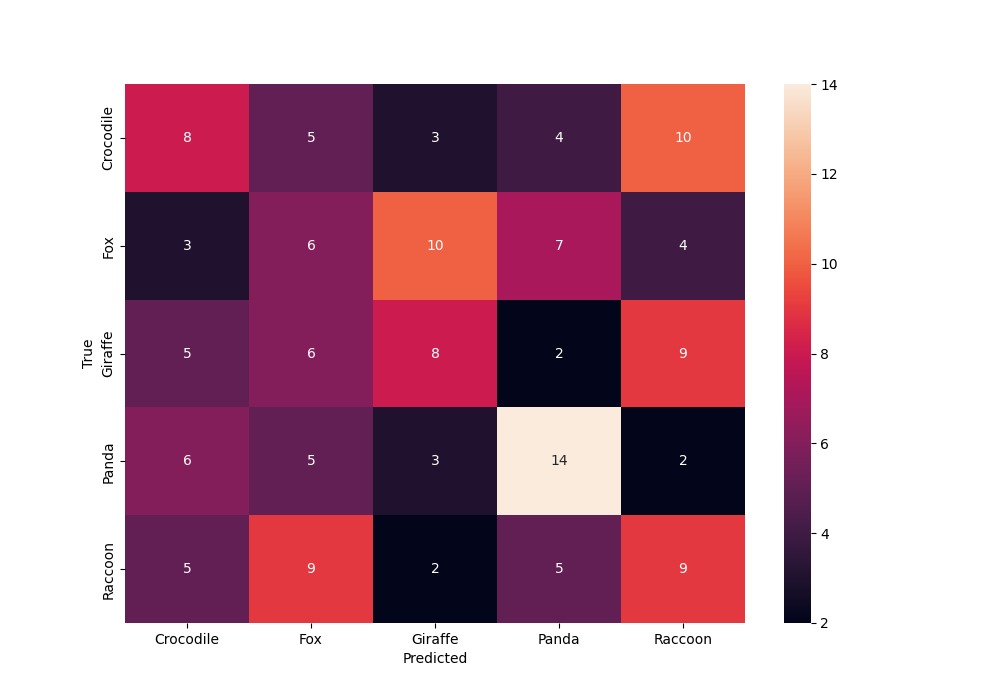 14
Crocodile 8 5 3 4 10
12
Fox 3 6 10 7 4
10
True
Giraffe 5 6 8 2 9
8
6
Panda 6 5 3 14 2
4
Raccoon 5 9 2 5 9
2
Crocodile Fox Giraffe Panda Raccoon
Predicted